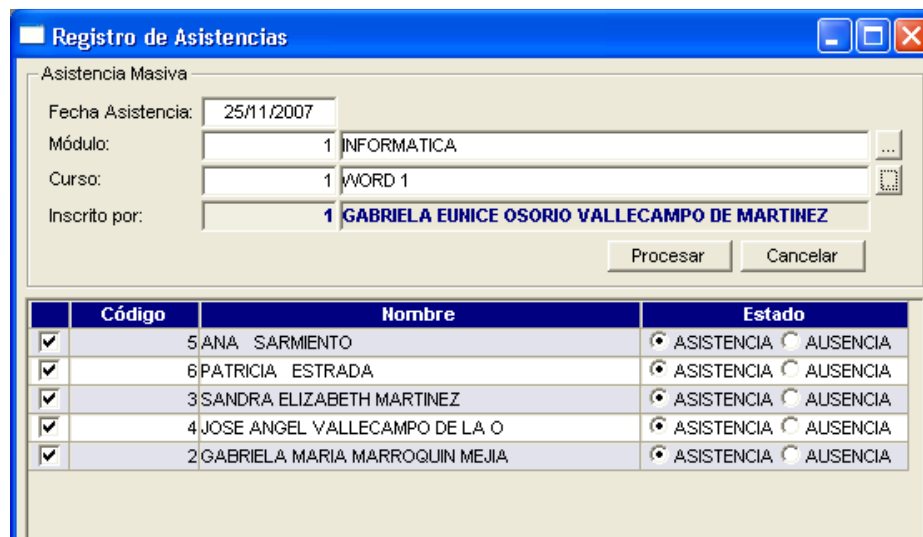 Registro de Asistencias
Asistencia Masiva
Fecha Asistencia: 25/11/2007
Módulo: 1 INFORMATICA ...
Curso: 1 WORD 1
Inscrito por: 1 GABRIELA EUNICE OSORIO VALLECAMPO DE MARTINEZ
Procesar Cancelar
Código Nombre Estado
5 ANA SARMIENTO ASISTENCIA AUSENCIA
6 PATRICIA ESTRADA ASISTENCIA AUSENCIA
3 SANDRA ELIZABETH MARTINEZ ASISTENCIA AUSENCIA
4 JOSE ANGEL VALLECAMPO DE LA O ASISTENCIA AUSENCIA
2 GABRIELA MARIA MARROQUIN MEJIA ASISTENCIA AUSENCIA